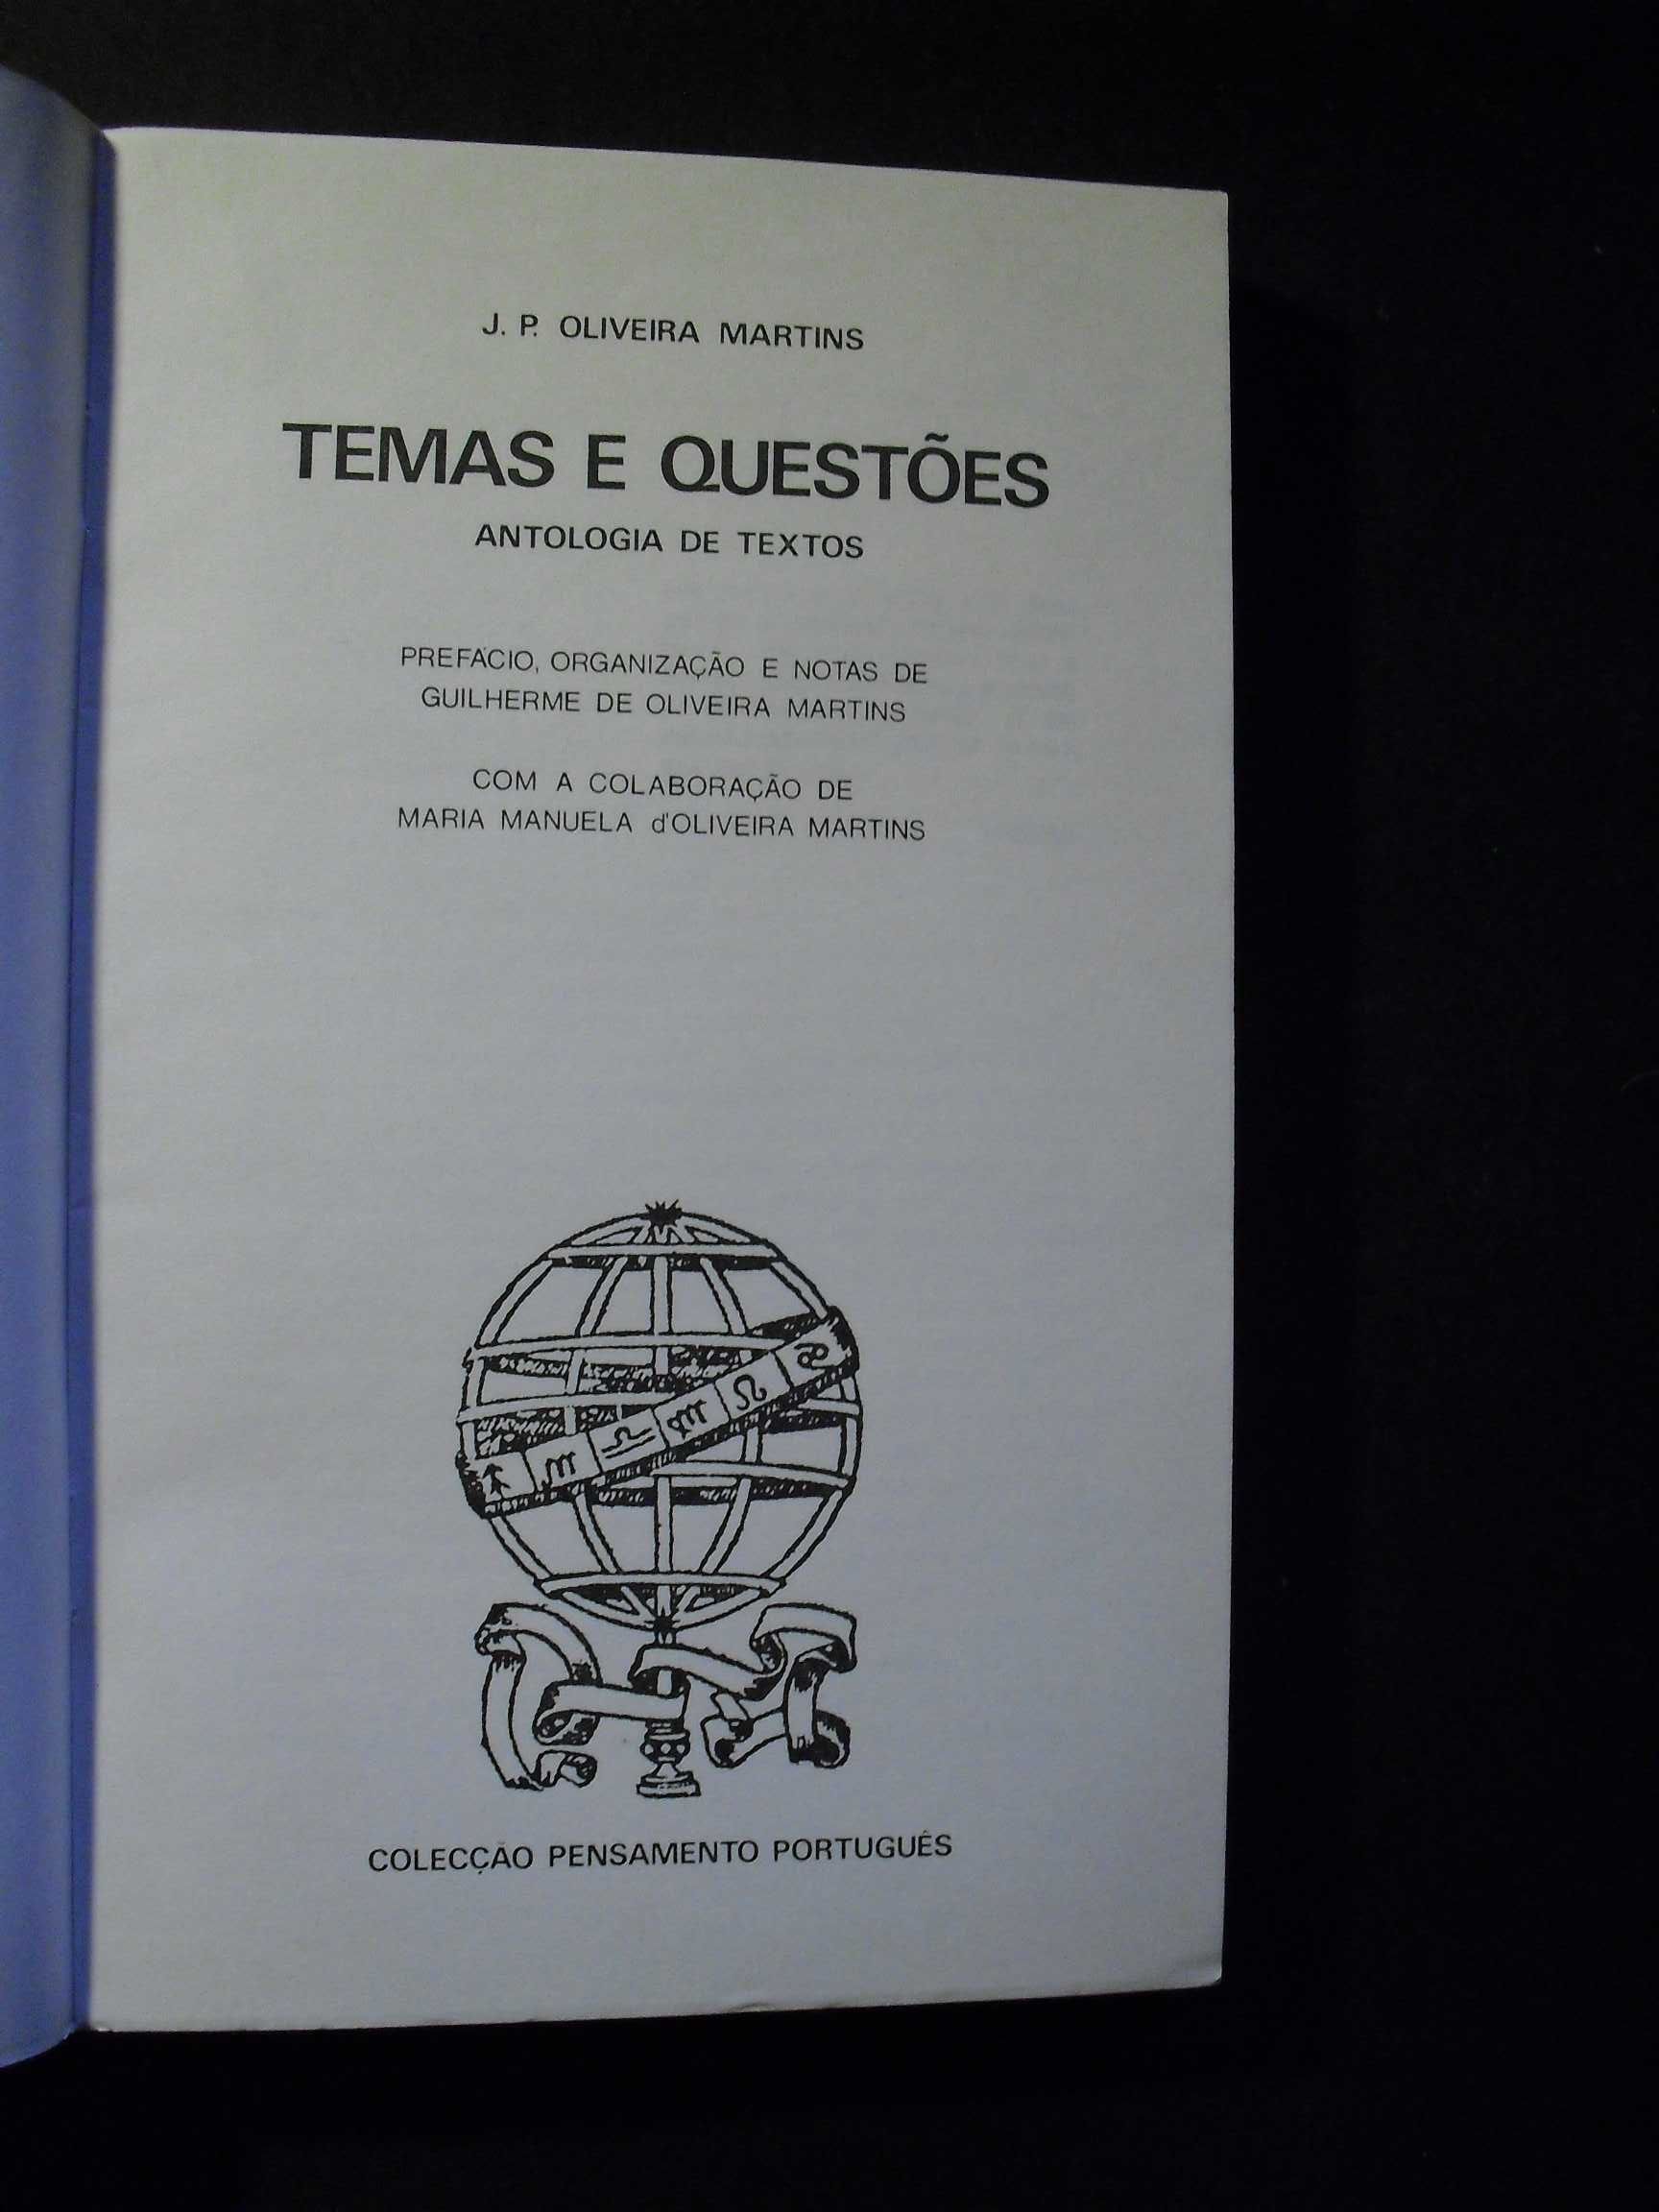 J. P. OLIVEIRA MARTINS
TEMAS E QUESTÕES
ANTOLOGIA DE TEXTOS
PREFÁCIO, ORGANIZAÇÃO E NOTAS DE
GUILHERME DE OLIVEIRA MARTINS
COM A COLABORAÇÃO DE
MARIA MANUELA d'OLIVEIRA MARTINS
COLECÇÃO PENSAMENTO PORTUGUÊS